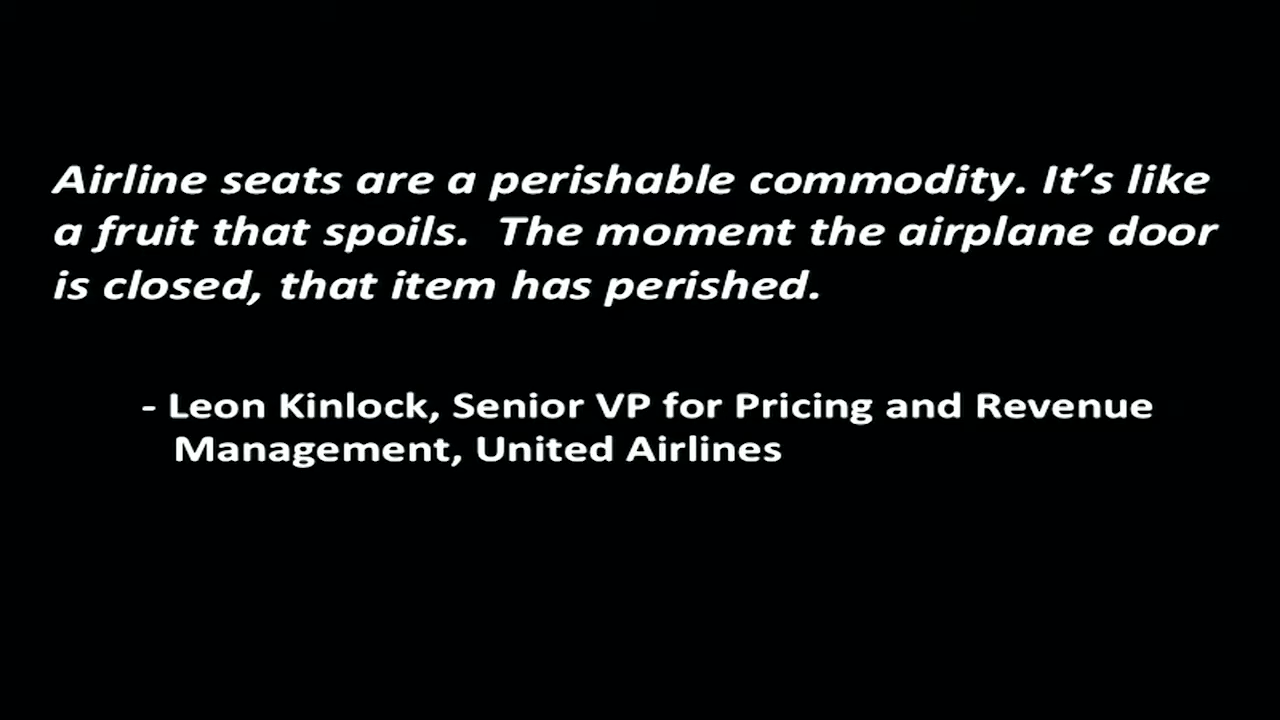 Airline seats are a perishable commodity. It’s like
a fruit that spoils.  The moment the airplane door
is closed, that item has perished.
- Leon Kinlock, Senior VP for Pricing and Revenue
Management, United Airlines